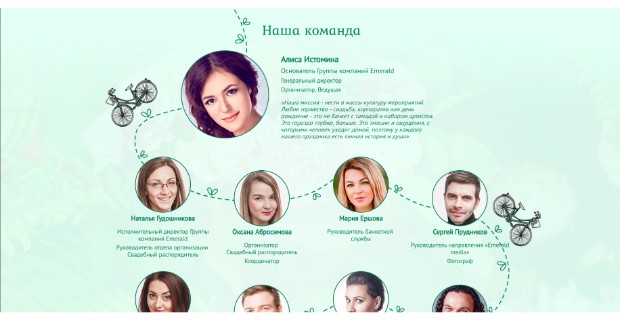 Наша команда
Алиса Истомина
Основатель Группы компаний Emerald
Генеральный директор
Организатор, Ведущая
«Наша миссия - нести в массы культуру мероприятий.
Любое торжество - свадьба, корпоратив или день
рождение - это не банкет с тамадой и набором артистов.
Это гораздо глубже, больше. Это эмоции и ощущения, с
которыми человек уходит домой, поэтому у каждого
нашего праздника есть личная история и душа».
Наталья Гудошникова
Исполнительный директор Группы
компаний Emerald
Руководитель отдела организации
Свадебный распорядитель
Оксана Абросимова
Организатор
Свадебный распорядитель
Координатор
Мария Ершова
Руководитель банкетной
службы
Сергей Прудников
Руководитель направления «Emerald
media»
Фотограф